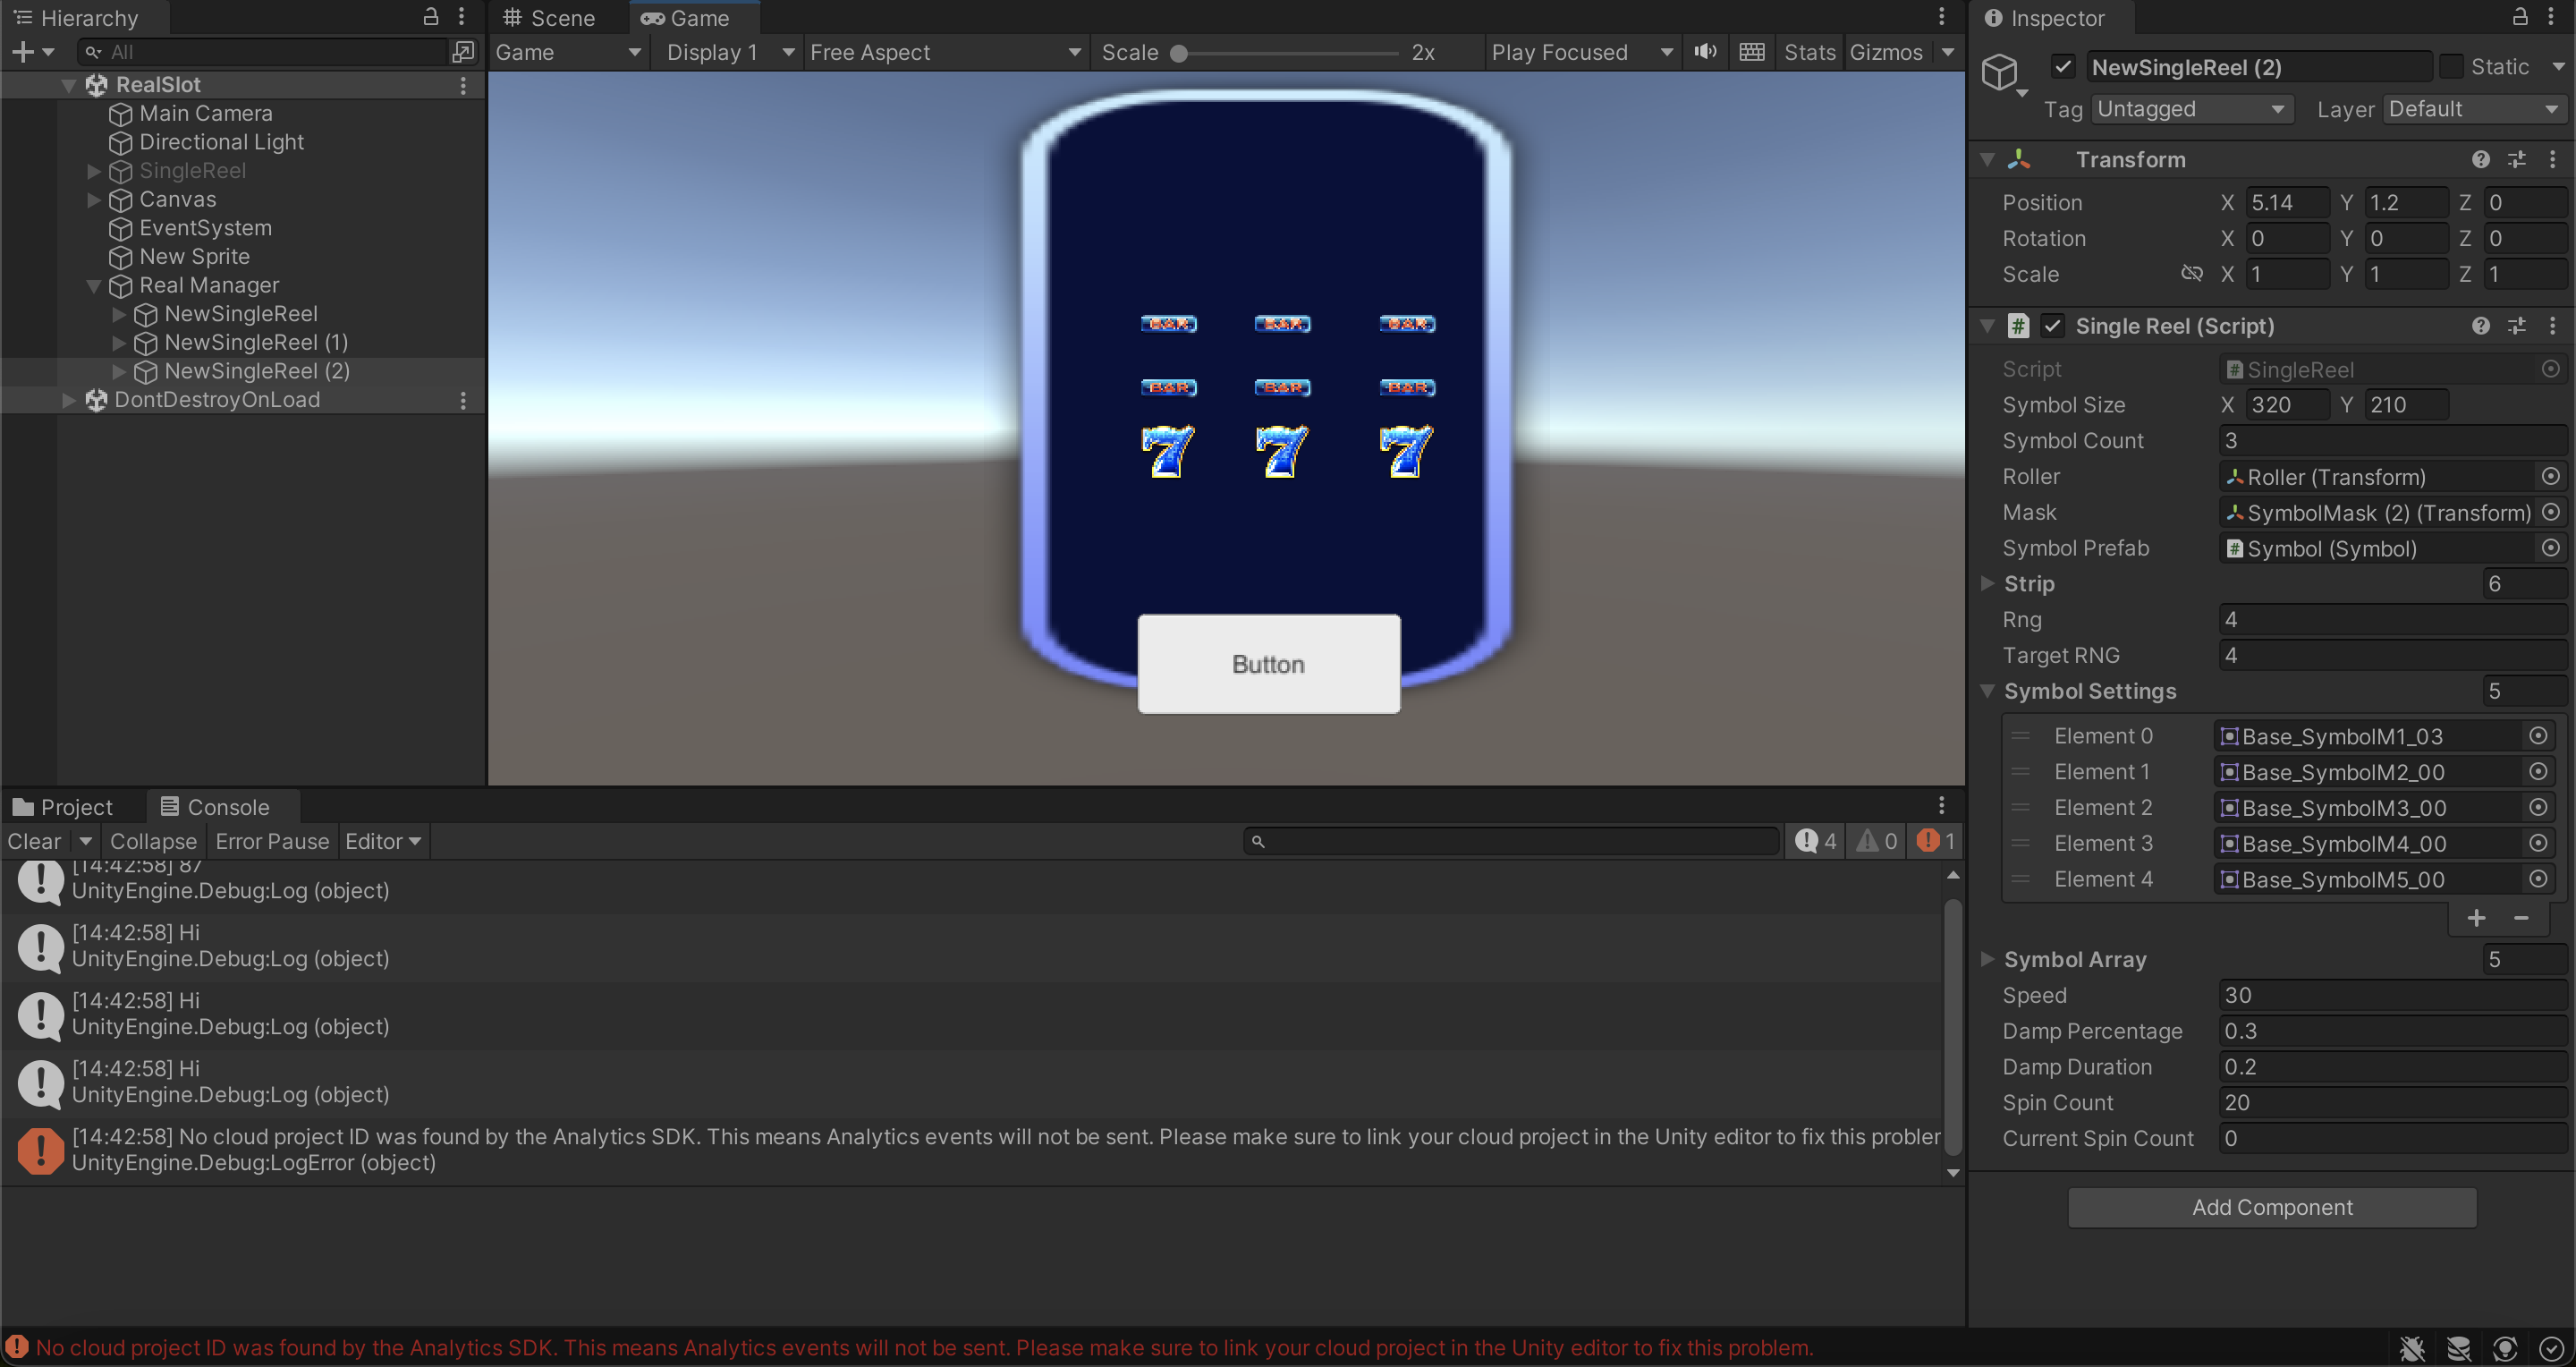 Hierarchy
All
RealSlot
Main Camera
Directional Light
SingleReel
Canvas
EventSystem
New Sprite
Real Manager
NewSingleReel
NewSingleReel (1)
NewSingleReel (2)
DontDestroyOnLoad
Scene
Game
Game
Display 1
Free Aspect
Scale
2x
Play Focused
Stats
Gizmos
BAR BAR BAR
BAR BAR BAR
7 7 7
Button
Project
Console
Clear
Collapse
Error Pause
Editor
4
0
1
[14:42:58] 87
UnityEngine.Debug:Log (object)
[14:42:58] Hi
UnityEngine.Debug:Log (object)
[14:42:58] Hi
UnityEngine.Debug:Log (object)
[14:42:58] Hi
UnityEngine.Debug:Log (object)
[14:42:58] No cloud project ID was found by the Analytics SDK. This means Analytics events will not be sent. Please make sure to link your cloud project in the Unity editor to fix this probler
UnityEngine.Debug:LogError (object)
No cloud project ID was found by the Analytics SDK. This means Analytics events will not be sent. Please make sure to link your cloud project in the Unity editor to fix this problem.
Inspector
NewSingleReel (2)
Static
Tag Untagged Layer Default
Transform
Position X 5.14 Y 1.2 Z 0
Rotation X 0 Y 0 Z 0
Scale X 1 Y 1 Z 1
# Single Reel (Script)
Script # SingleReel
Symbol Size X 320 Y 210
Symbol Count 3
Roller Roller (Transform)
Mask SymbolMask (2) (Transform)
Symbol Prefab # Symbol (Symbol)
Strip 6
Rng 4
Target RNG 4
Symbol Settings 5
Element 0 Base_SymbolM1_03
Element 1 Base_SymbolM2_00
Element 2 Base_SymbolM3_00
Element 3 Base_SymbolM4_00
Element 4 Base_SymbolM5_00
+ −
Symbol Array 5
Speed 30
Damp Percentage 0.3
Damp Duration 0.2
Spin Count 20
Current Spin Count 0
Add Component